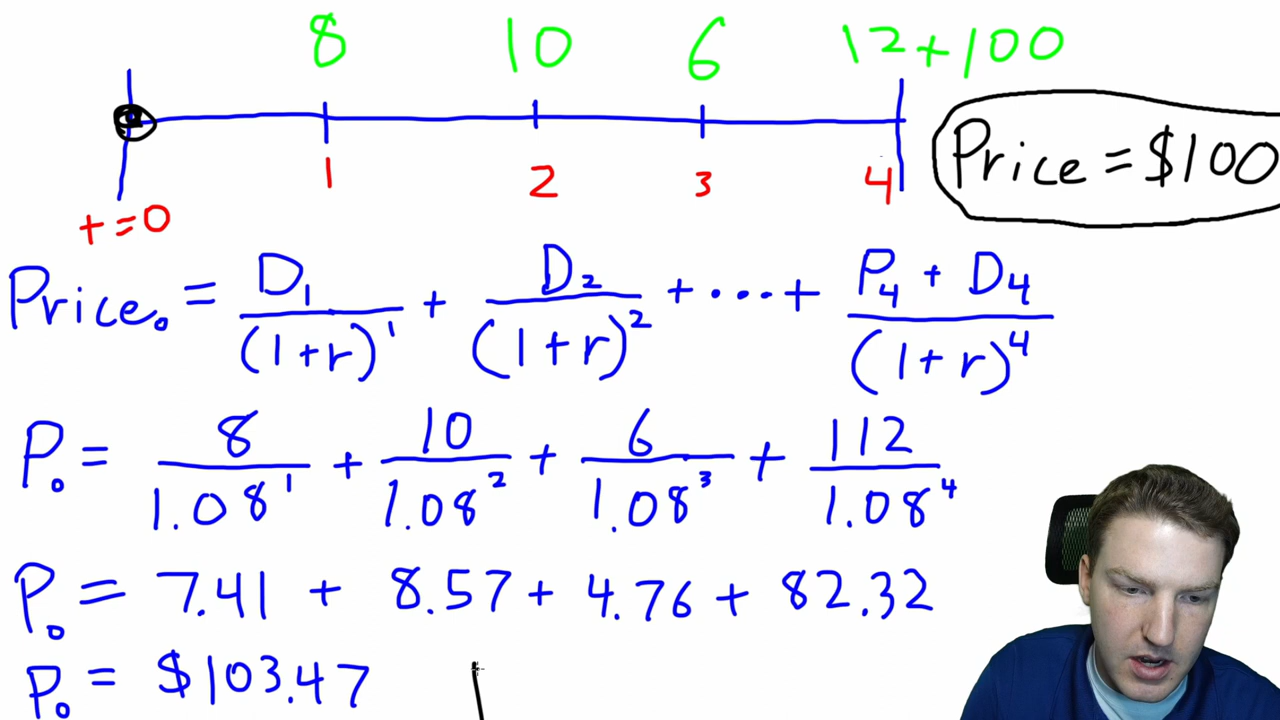 8 10 6 12+100
Price = $100
1 2 3 4
t=0
Price₀ = D₁/(1+r)¹ + D₂/(1+r)² + ... + P₄ + D₄/(1+r)⁴
P₀ = 8/1.08¹ + 10/1.08² + 6/1.08³ + 112/1.08⁴
P₀ = 7.41 + 8.57 + 4.76 + 82.32
P₀ = $103.47